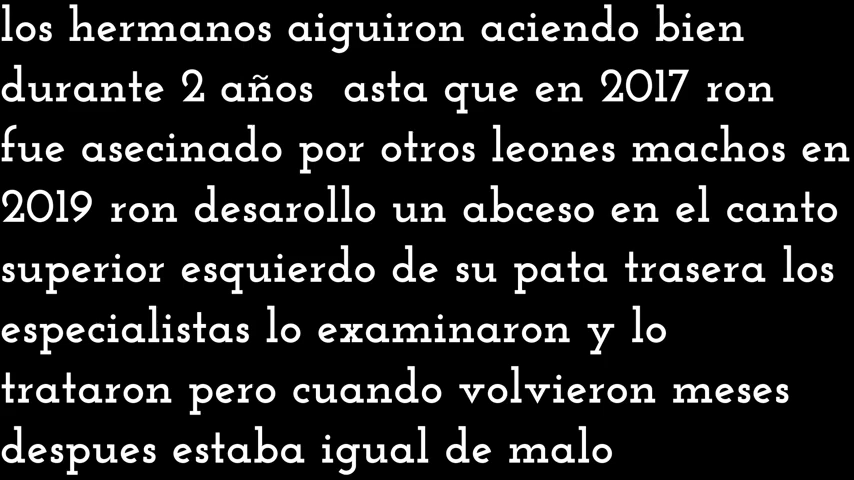 los hermanos aiguiron aciendo bien
durante 2 años  asta que en 2017 ron
fue asecinado por otros leones machos en
2019 ron desarollo un abceso en el canto
superior esquierdo de su pata trasera los
especialistas lo examinaron y lo
trataron pero cuando volvieron meses
despues estaba igual de malo